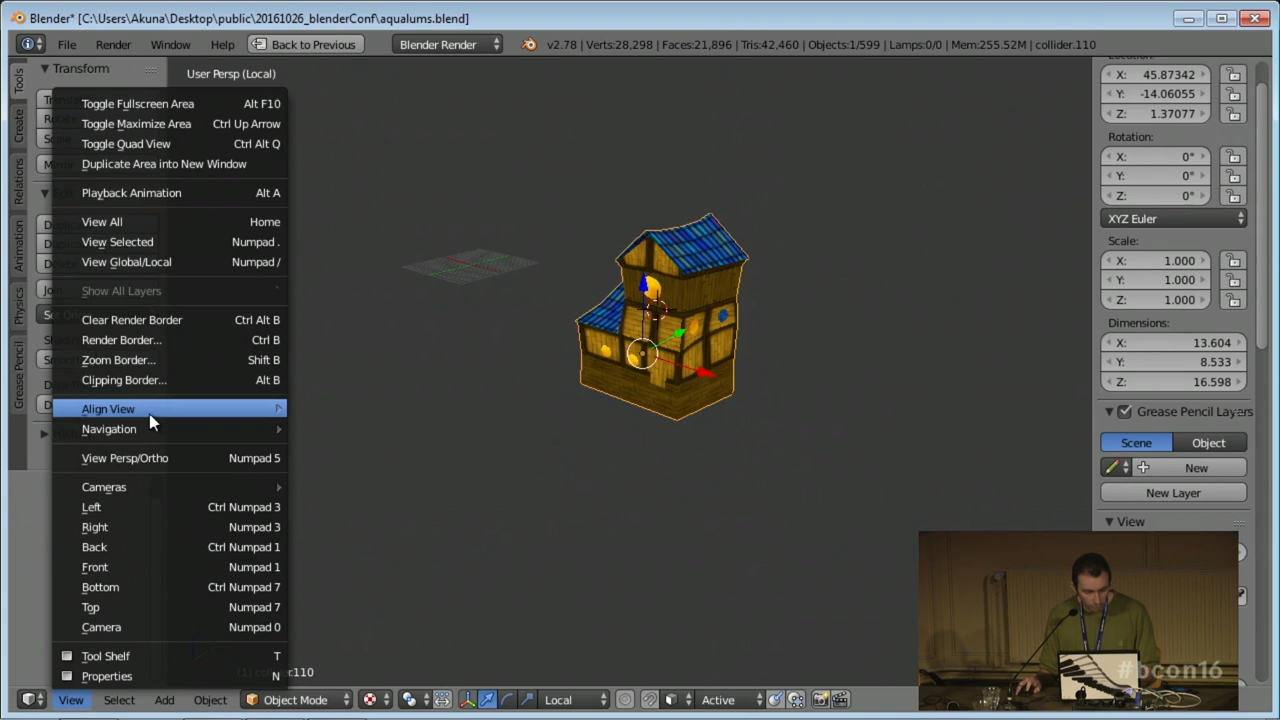 Blender* [C:\Users\Akuna\Desktop\public\20161026_blenderConf\aqualums.blend]
File Render Window Help Back to Previous Blender Render v2.78 | Verts:28,298 | Faces:21,896 | Tris:42,460 | Objects:1/599 | Lamps:0/0 | Mem:255.52M | collider.110
Transform
User Persp (Local)
Tools
Create
Relations
Animation
Physics
Grease Pencil
Toggle Fullscreen Area Alt F10
Toggle Maximize Area Ctrl Up Arrow
Toggle Quad View Ctrl Alt Q
Duplicate Area into New Window
Playback Animation Alt A
View All Home
View Selected Numpad .
View Global/Local Numpad /
Show All Layers
Clear Render Border Ctrl Alt B
Render Border... Ctrl B
Zoom Border... Shift B
Clipping Border... Alt B
Align View
Navigation
View Persp/Ortho Numpad 5
Cameras
Left Ctrl Numpad 3
Right Numpad 3
Back Ctrl Numpad 1
Front Numpad 1
Bottom Ctrl Numpad 7
Top Numpad 7
Camera Numpad 0
Tool Shelf T
Properties N
X: 45.87342
Y: -14.06055
Z: 1.37077
Rotation:
X: 0°
Y: 0°
Z: 0°
XYZ Euler
Scale:
X: 1.000
Y: 1.000
Z: 1.000
Dimensions:
X: 13.604
Y: 8.533
Z: 16.598
Grease Pencil Layers
Scene Object
New
New Layer
View
#bcon16
View Select Add Object Object Mode Local Active